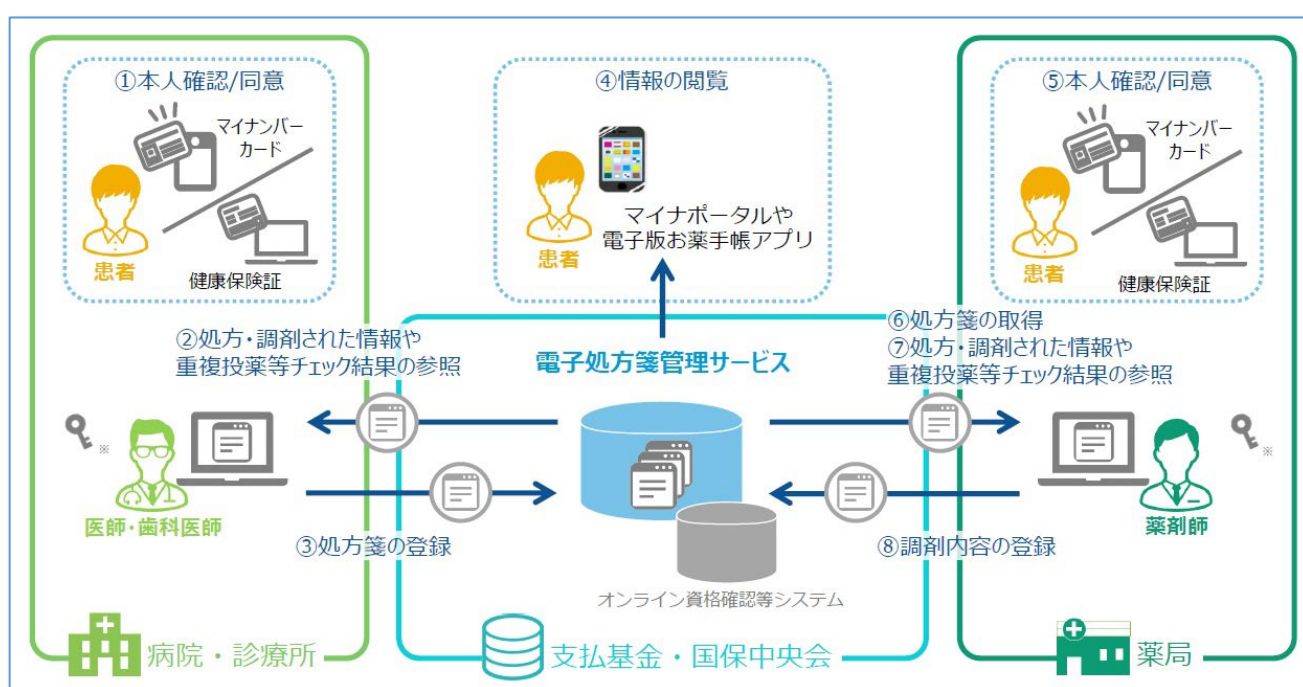 ①本人確認/同意
マイナンバー
カード
患者
健康保険証
②処方・調剤された情報や
重複投薬等チェック結果の参照
※
医師・歯科医師
③処方箋の登録
病院・診療所
④情報の閲覧
患者
マイナポータルや
電子版お薬手帳アプリ
電子処方箋管理サービス
オンライン資格確認等システム
支払基金・国保中央会
⑤本人確認/同意
マイナンバー
カード
患者
健康保険証
⑥処方箋の取得
⑦処方・調剤された情報や
重複投薬等チェック結果の参照
※
薬剤師
⑧調剤内容の登録
薬局